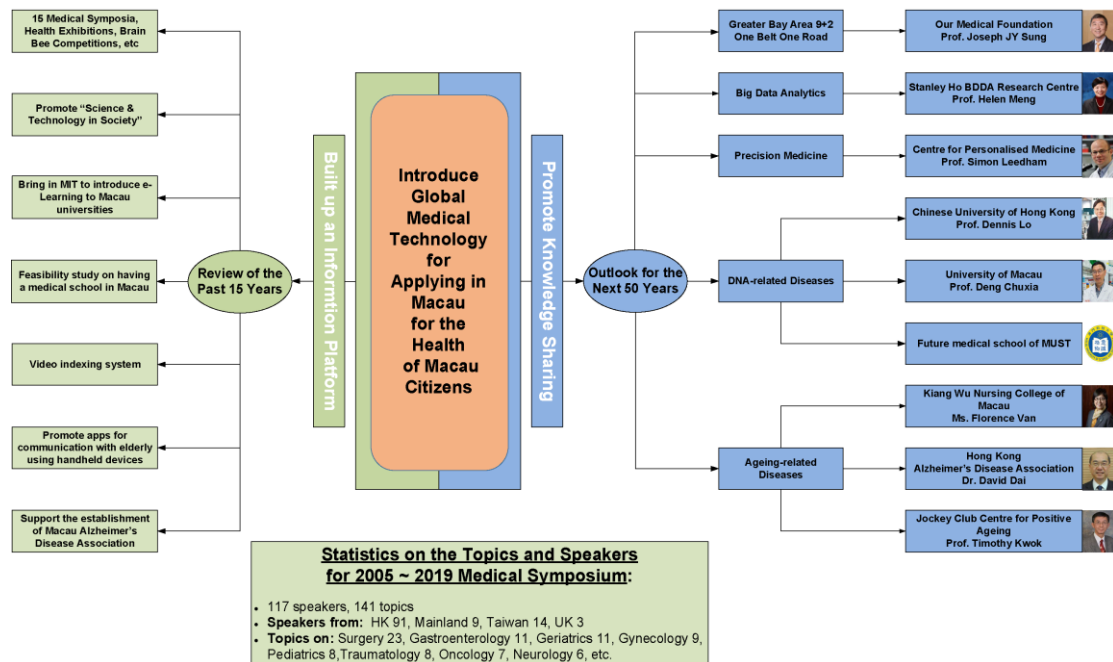 15 Medical Symposia,
Health Exhibitions, Brain
Bee Competitions, etc
Promote “Science &
Technology in Society”
Bring in MIT to introduce e-
Learning to Macau
universities
Feasibility study on having
a medical school in Macau
Video indexing system
Promote apps for
communication with elderly
using handheld devices
Support the establishment
of Macau Alzheimer’s
Disease Association
Review of the
Past 15 Years
Built up an Informtion Platform
Introduce
Global
Medical
Technology
for
Applying in
Macau
for the
Health
of Macau
Citizens
Promote Knowledge Sharing
Outlook for the
Next 50 Years
Greater Bay Area 9+2
One Belt One Road
Our Medical Foundation
Prof. Joseph JY Sung
Big Data Analytics
Stanley Ho BDDA Research Centre
Prof. Helen Meng
Precision Medicine
Centre for Personalised Medicine
Prof. Simon Leedham
DNA-related Diseases
Chinese University of Hong Kong
Prof. Dennis Lo
University of Macau
Prof. Deng Chuxia
Future medical school of MUST
Ageing-related
Diseases
Kiang Wu Nursing College of
Macau
Ms. Florence Van
Hong Kong
Alzheimer’s Disease Association
Dr. David Dai
Jockey Club Centre for Positive
Ageing
Prof. Timothy Kwok
Statistics on the Topics and Speakers
for 2005 ~ 2019 Medical Symposium:
• 117 speakers, 141 topics
• Speakers from: HK 91, Mainland 9, Taiwan 14, UK 3
• Topics on: Surgery 23, Gastroenterology 11, Geriatrics 11, Gynecology 9,
Pediatrics 8,Traumatology 8, Oncology 7, Neurology 6, etc.